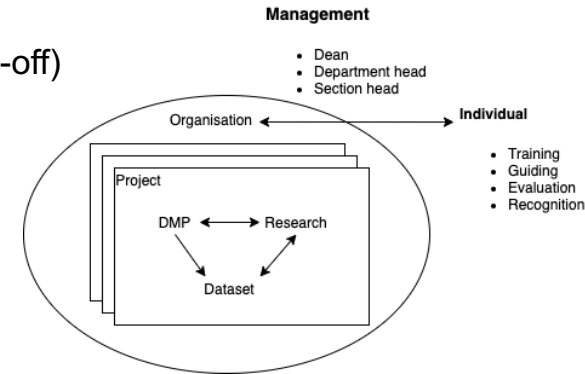 Management
-off)
• Dean
• Department head
• Section head
Organisation
Individual
• Training
• Guiding
• Evaluation
• Recognition
Project
DMP
Research
Dataset